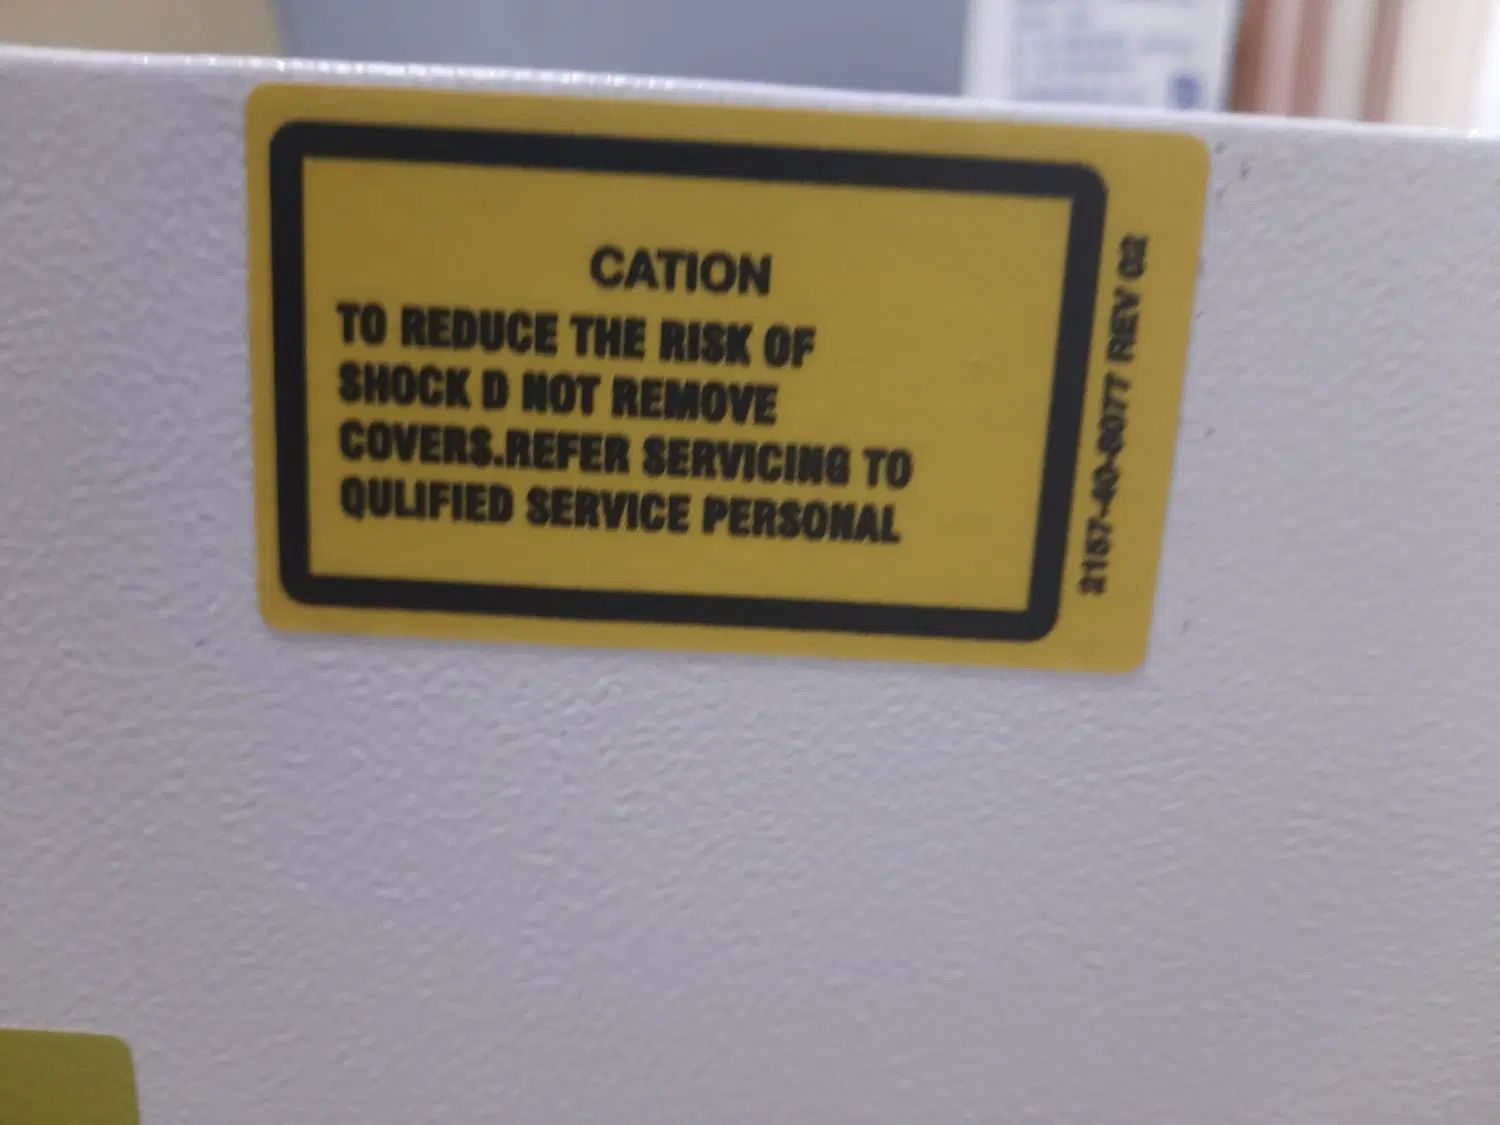 CATION
TO REDUCE THE RISK OF
SHOCK D NOT REMOVE
COVERS.REFER SERVICING TO
QULIFIED SERVICE PERSONAL
2157-40-8077 REV 02